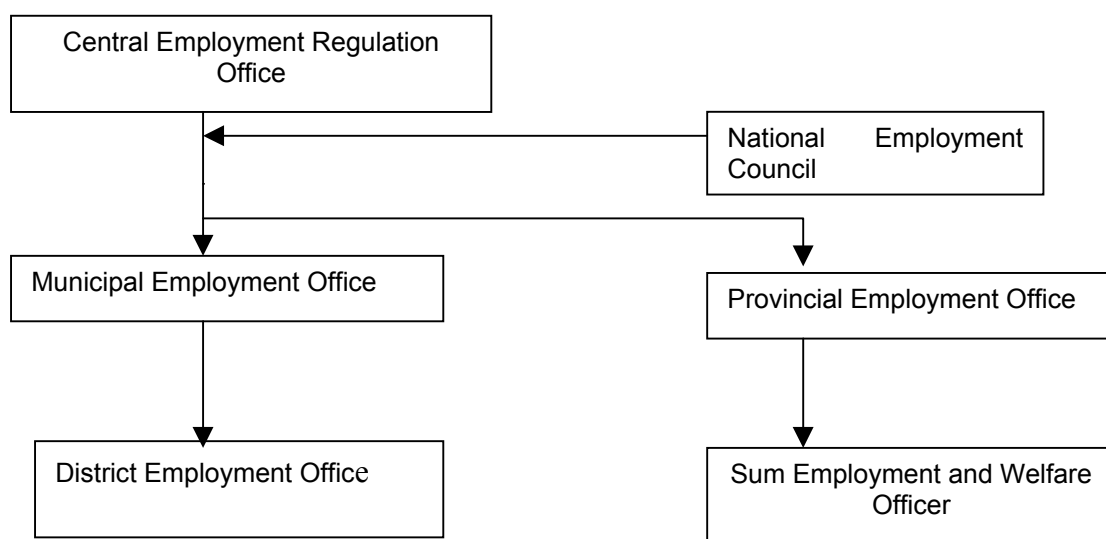 Central Employment Regulation
Office
National Employment
Council
Municipal Employment Office
Provincial Employment Office
District Employment Office
Sum Employment and Welfare
Officer